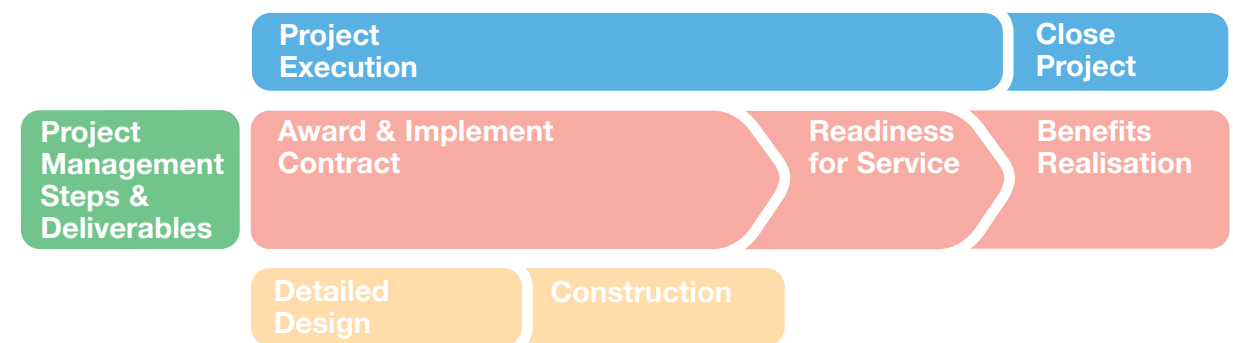 Project
Execution
Close
Project
Project
Management
Steps &
Deliverables
Award & Implement
Contract
Readiness
for Service
Benefits
Realisation
Detailed
Design
Construction